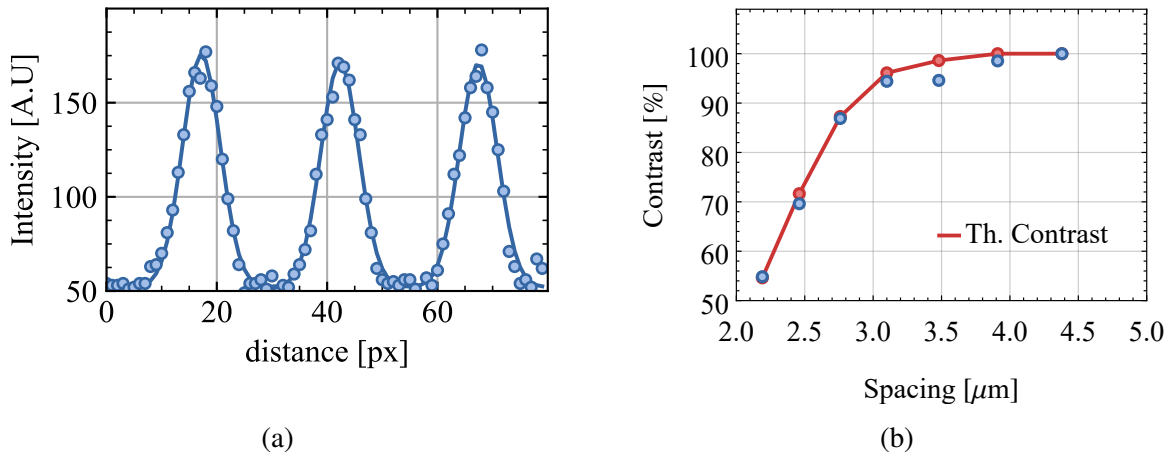 Intensity [A.U]
150
100
50
0
20
40
60
distance [px]
(a)
Contrast [%]
100
90
80
70
60
50
2.0
2.5
3.0
3.5
4.0
4.5
5.0
Th. Contrast
Spacing [μm]
(b)